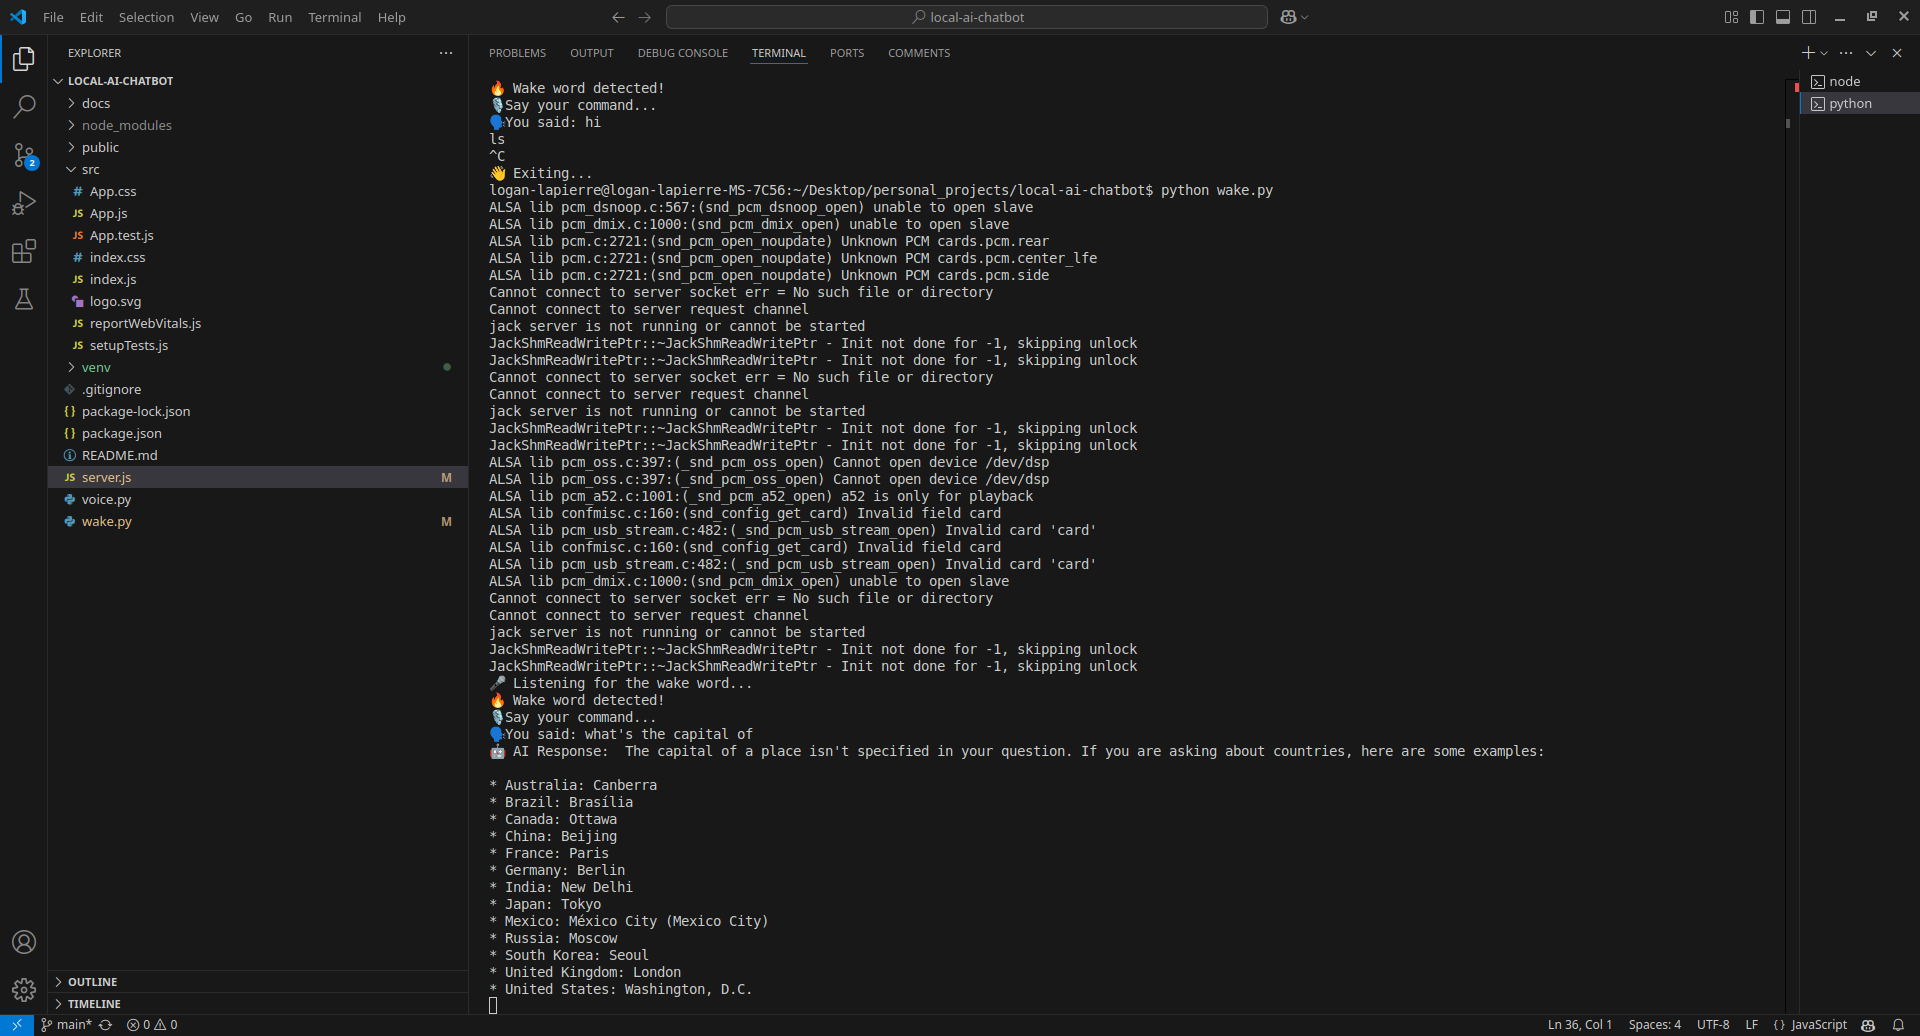 File Edit Selection View Go Run Terminal Help
local-ai-chatbot
EXPLORER
LOCAL-AI-CHATBOT
docs
node_modules
public
src
# App.css
JS App.js
JS App.test.js
# index.css
JS index.js
logo.svg
JS reportWebVitals.js
JS setupTests.js
venv
.gitignore
{} package-lock.json
{} package.json
README.md
JS server.js M
voice.py
wake.py M
OUTLINE
TIMELINE
2
PROBLEMS OUTPUT DEBUG CONSOLE TERMINAL PORTS COMMENTS
🔥 Wake word detected!
🎙️Say your command...
🗣️You said: hi
ls
^C
👋 Exiting...
logan-lapierre@logan-lapierre-MS-7C56:~/Desktop/personal_projects/local-ai-chatbot$ python wake.py
ALSA lib pcm_dsnoop.c:567:(snd_pcm_dsnoop_open) unable to open slave
ALSA lib pcm_dmix.c:1000:(snd_pcm_dmix_open) unable to open slave
ALSA lib pcm.c:2721:(snd_pcm_open_noupdate) Unknown PCM cards.pcm.rear
ALSA lib pcm.c:2721:(snd_pcm_open_noupdate) Unknown PCM cards.pcm.center_lfe
ALSA lib pcm.c:2721:(snd_pcm_open_noupdate) Unknown PCM cards.pcm.side
Cannot connect to server socket err = No such file or directory
Cannot connect to server request channel
jack server is not running or cannot be started
JackShmReadWritePtr::~JackShmReadWritePtr - Init not done for -1, skipping unlock
JackShmReadWritePtr::~JackShmReadWritePtr - Init not done for -1, skipping unlock
Cannot connect to server socket err = No such file or directory
Cannot connect to server request channel
jack server is not running or cannot be started
JackShmReadWritePtr::~JackShmReadWritePtr - Init not done for -1, skipping unlock
JackShmReadWritePtr::~JackShmReadWritePtr - Init not done for -1, skipping unlock
ALSA lib pcm_oss.c:397:(_snd_pcm_oss_open) Cannot open device /dev/dsp
ALSA lib pcm_oss.c:397:(_snd_pcm_oss_open) Cannot open device /dev/dsp
ALSA lib pcm_a52.c:1001:(_snd_pcm_a52_open) a52 is only for playback
ALSA lib confmisc.c:160:(snd_config_get_card) Invalid field card
ALSA lib pcm_usb_stream.c:482:(_snd_pcm_usb_stream_open) Invalid card 'card'
ALSA lib confmisc.c:160:(snd_config_get_card) Invalid field card
ALSA lib pcm_usb_stream.c:482:(_snd_pcm_usb_stream_open) Invalid card 'card'
ALSA lib pcm_dmix.c:1000:(snd_pcm_dmix_open) unable to open slave
Cannot connect to server socket err = No such file or directory
Cannot connect to server request channel
jack server is not running or cannot be started
JackShmReadWritePtr::~JackShmReadWritePtr - Init not done for -1, skipping unlock
JackShmReadWritePtr::~JackShmReadWritePtr - Init not done for -1, skipping unlock
🎤 Listening for the wake word...
🔥 Wake word detected!
🎙️Say your command...
🗣️You said: what's the capital of
🤖 AI Response:  The capital of a place isn't specified in your question. If you are asking about countries, here are some examples:
* Australia: Canberra
* Brazil: Brasília
* Canada: Ottawa
* China: Beijing
* France: Paris
* Germany: Berlin
* India: New Delhi
* Japan: Tokyo
* Mexico: México City (Mexico City)
* Russia: Moscow
* South Korea: Seoul
* United Kingdom: London
* United States: Washington, D.C.
node
python
main* 0 0
Ln 36, Col 1 Spaces: 4 UTF-8 LF {} JavaScript